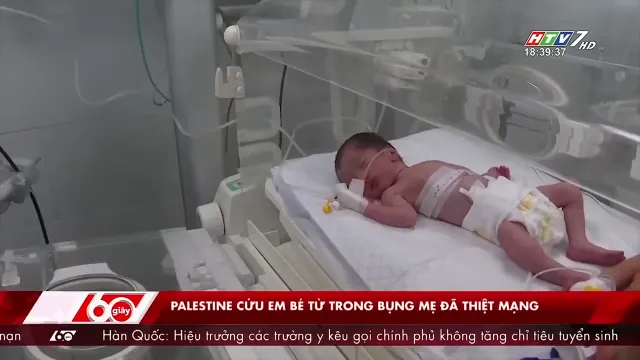 HTV7 HD
18:39:37
60 giây
PALESTINE CỨU EM BÉ TỪ TRONG BỤNG MẸ ĐÃ THIỆT MẠNG
nạn 60 Hàn Quốc: Hiệu trưởng các trường y kêu gọi chính phủ không tăng chỉ tiêu tuyển sinh